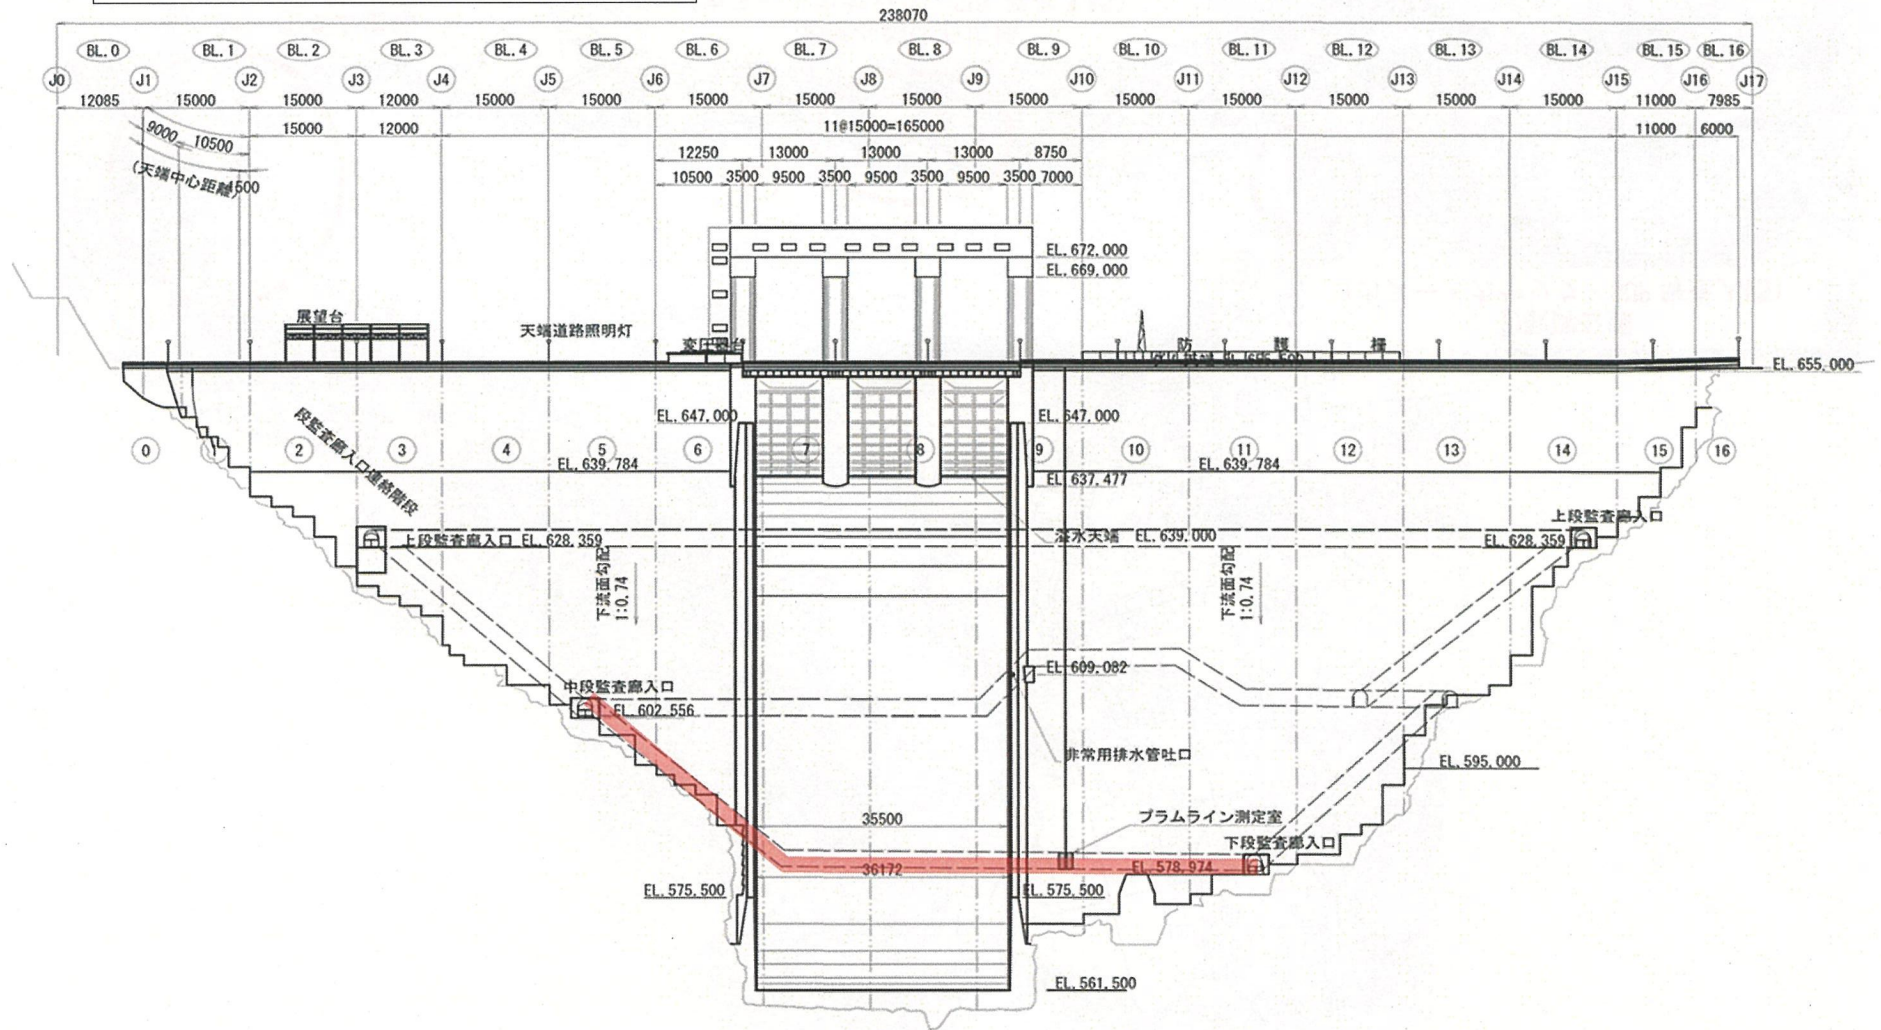 238070
BL. 0 BL. 1 BL. 2 BL. 3 BL. 4 BL. 5 BL. 6 BL. 7 BL. 8 BL. 9 BL. 10 BL. 11 BL. 12 BL. 13 BL. 14 BL. 15 BL. 16
J0 J1 J2 J3 J4 J5 J6 J7 J8 J9 J10 J11 J12 J13 J14 J15 J16 J17
12085 15000 15000 12000 15000 15000 15000 15000 15000 15000 15000 15000 15000 15000 15000 11000 7985
9000 10500 15000 12000 11@15000=165000 11000 6000
12250 13000 13000 13000 8750
(天端中心距離) 1500
10500 3500 9500 3500 9500 3500 9500 3500 7000
EL. 672.000
EL. 669.000
展望台
天端道路照明灯
変圧器台
防護柵
EL. 655.000
EL. 647.000 EL. 647.000
段監査廊入口連絡階段
0 2 3 4 5 6 7 8 9 10 11 12 13 14 15 16
EL. 639.784 EL. 639.784
EL. 637.477
上段監査廊入口
上段監査廊入口 EL. 628.359 溢水天端 EL. 639.000 EL. 628.359
下流面勾配 1:0.74
下流面勾配 1:0.74
EL. 609.082
中段監査廊入口
EL. 602.556
非常用排水管吐口
EL. 595.000
プラムライン測定室
35500
下段監査廊入口
36172 EL. 578.974
EL. 575.500 EL. 575.500
EL. 561.500